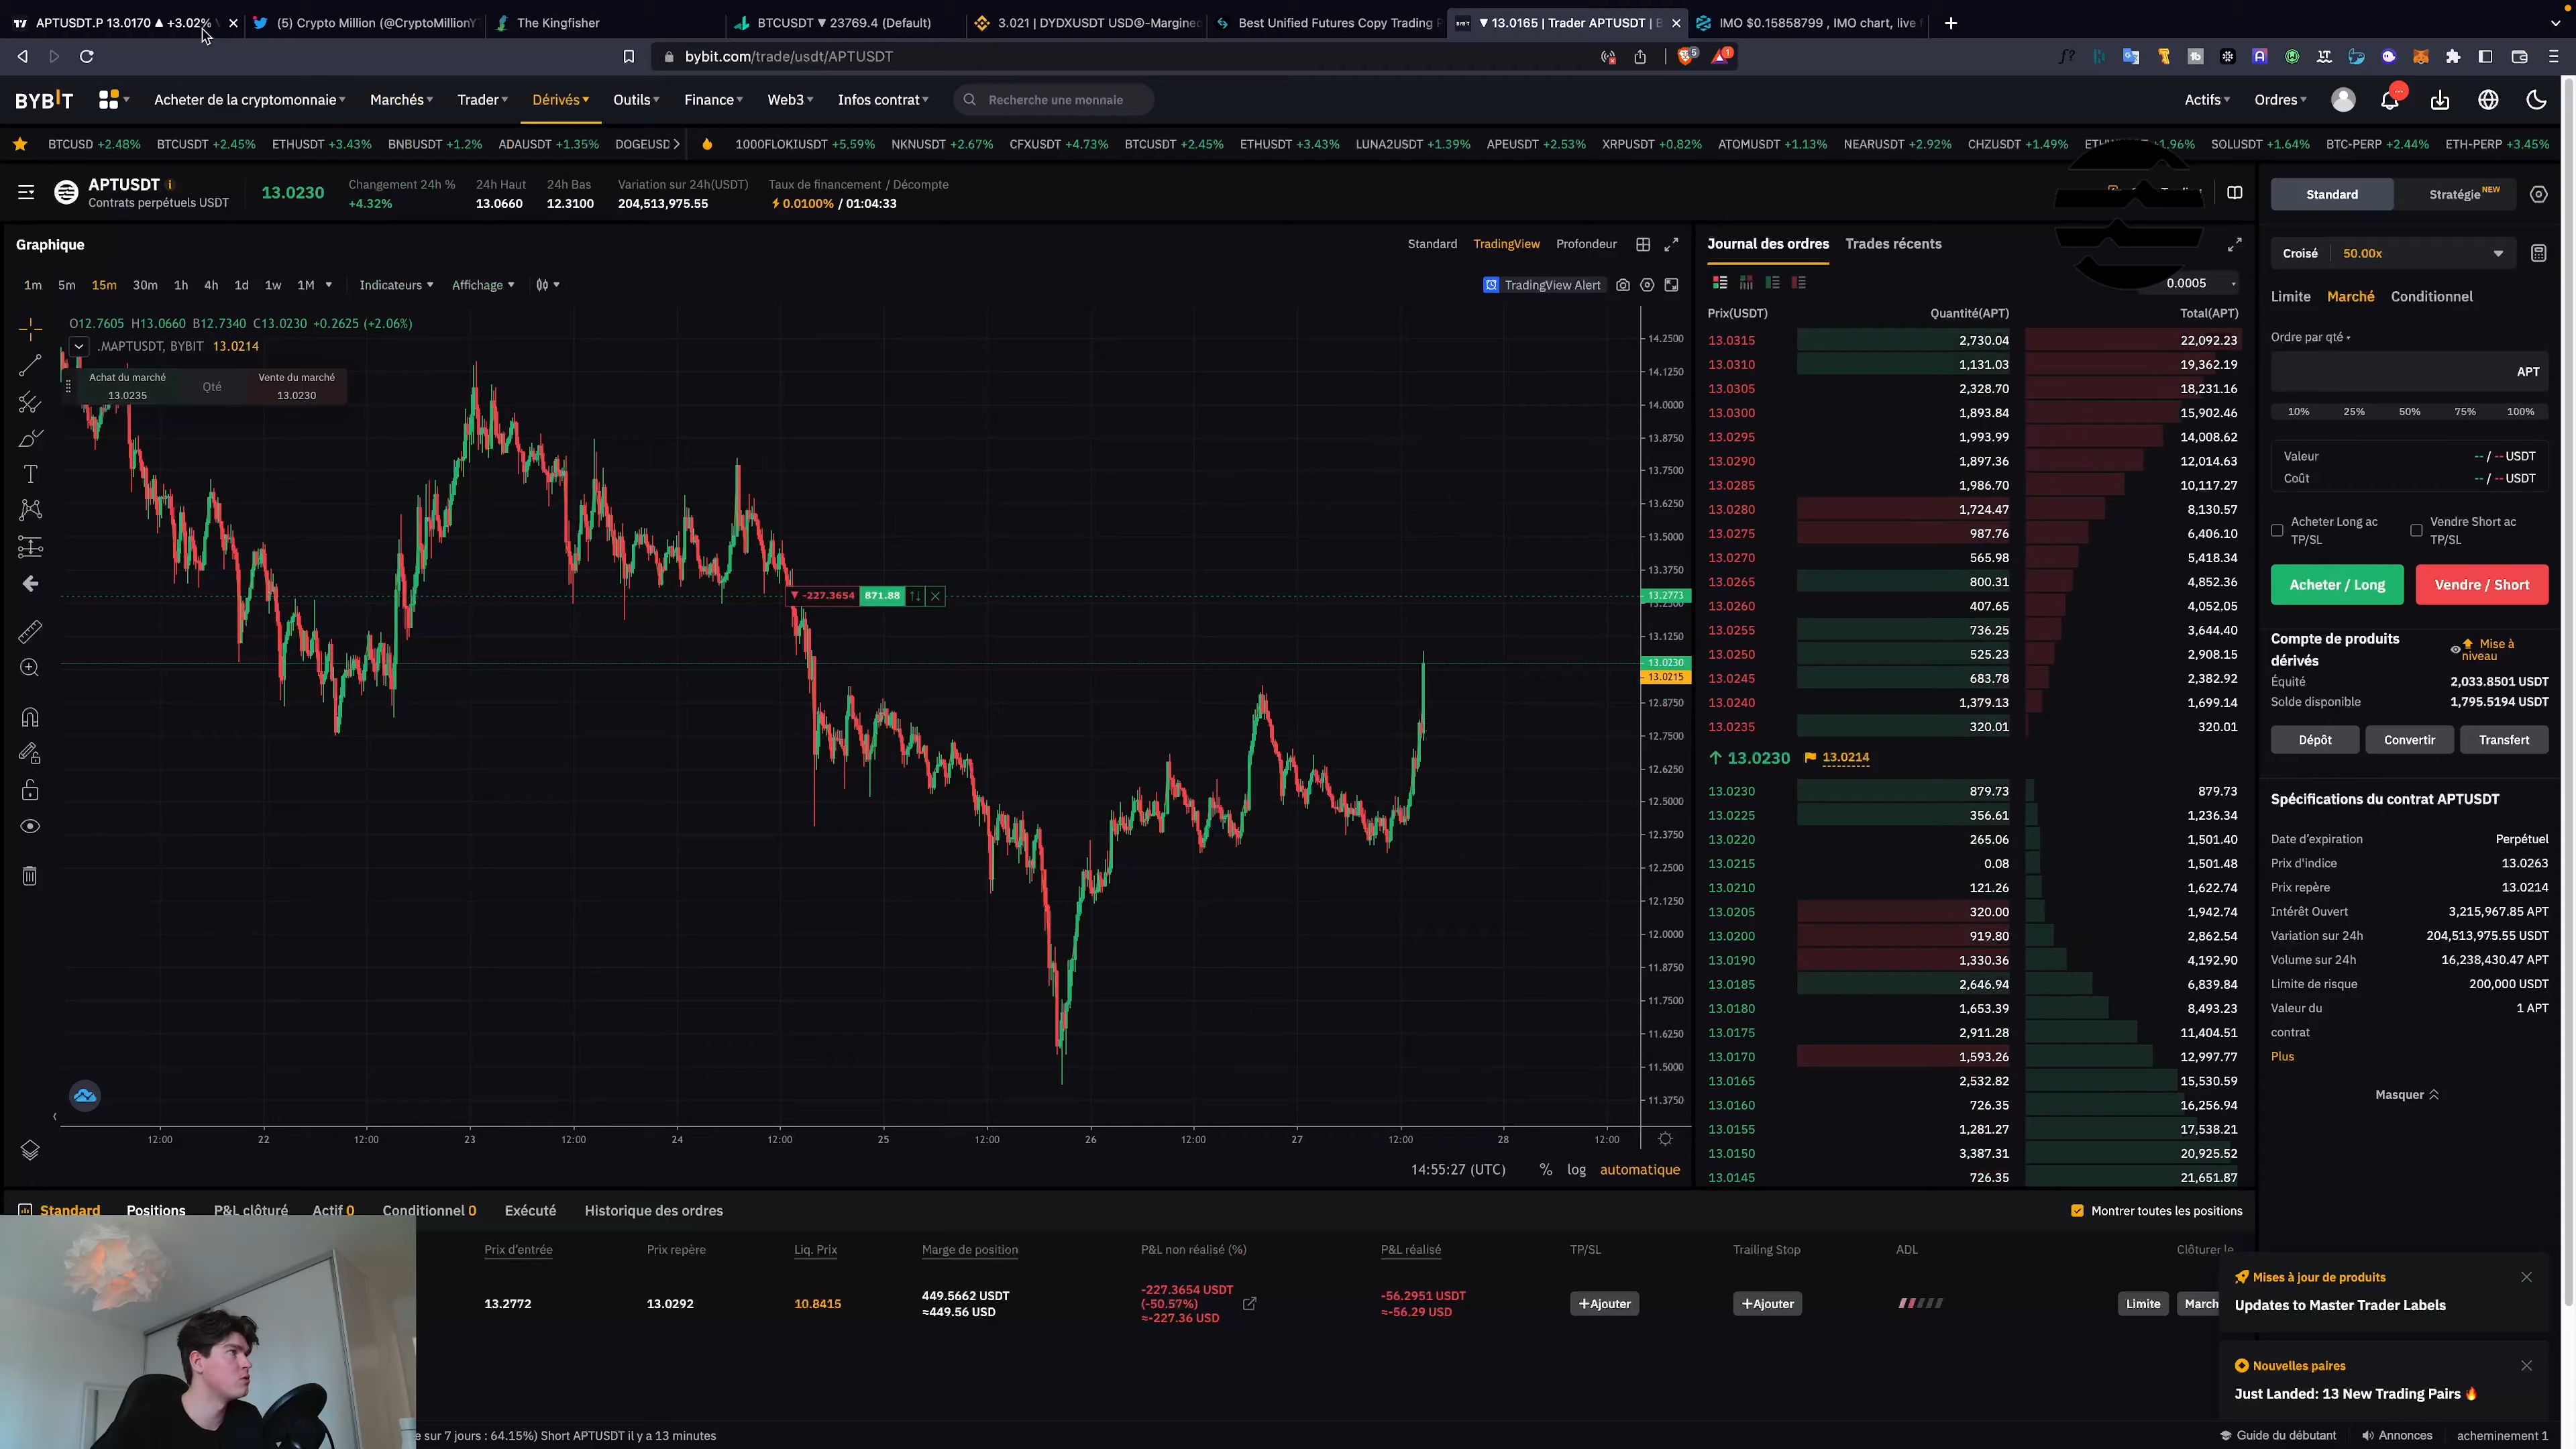 APTUSDT.P 13.0170 ▲ +3.02%
(5) Crypto Million (@CryptoMillionY
The Kingfisher
BTCUSDT ▼ 23769.4 (Default)
3.021 | DYDXUSDT USD®-Margined
Best Unified Futures Copy Trading P
▼ 13.0165 | Trader APTUSDT | B
IMO $0.15858799 , IMO chart, live
bybit.com/trade/usdt/APTUSDT
BYBIT
Acheter de la cryptomonnaie
Marchés
Trader
Dérivés
Outils
Finance
Web3
Infos contrat
Recherche une monnaie
Actifs
Ordres
BTCUSD +2.48% BTCUSDT +2.45% ETHUSDT +3.43% BNBUSDT +1.2% ADAUSDT +1.35% DOGEUSD
1000FLOKIUSDT +5.59% NKNUSDT +2.67% CFXUSDT +4.73% BTCUSDT +2.45% ETHUSDT +3.43% LUNA2USDT +1.39% APEUSDT +2.53% XRPUSDT +0.82% ATOMUSDT +1.13% NEARUSDT +2.92% CHZUSDT +1.49% 1.96% SOLUSDT +1.64% BTC-PERP +2.44% ETH-PERP +3.45%
APTUSDT
Contrats perpétuels USDT
13.0230
Changement 24h %
+4.32%
24h Haut
13.0660
24h Bas
12.3100
Variation sur 24h(USDT)
204,513,975.55
Taux de financement / Décompte
0.0100% / 01:04:33
Graphique
Standard TradingView Profondeur
1m 5m 15m 30m 1h 4h 1d 1w 1M Indicateurs Affichage
TradingView Alert
O12.7605 H13.0660 B12.7340 C13.0230 +0.2625 (+2.06%)
.MAPTUSDT, BYBIT 13.0214
Achat du marché
13.0235
Qté
Vente du marché
13.0230
▼ -227.3654 871.88
14.2500
14.1250
14.0000
13.8750
13.7500
13.6250
13.5000
13.3750
13.2773
13.1250
13.0230
13.0215
12.8750
12.7500
12.6250
12.5000
12.3750
12.2500
12.1250
12.0000
11.8750
11.7500
11.6250
11.5000
11.3750
12:00 22 12:00 23 12:00 24 12:00 25 12:00 26 12:00 27 12:00 28 12:00
14:55:27 (UTC) % log automatique
Journal des ordres
Trades récents
0.0005
Prix(USDT) Quantité(APT) Total(APT)
13.0315 2,730.04 22,092.23
13.0310 1,131.03 19,362.19
13.0305 2,328.70 18,231.16
13.0300 1,893.84 15,902.46
13.0295 1,993.99 14,008.62
13.0290 1,897.36 12,014.63
13.0285 1,986.70 10,117.27
13.0280 1,724.47 8,130.57
13.0275 987.76 6,406.10
13.0270 565.98 5,418.34
13.0265 800.31 4,852.36
13.0260 407.65 4,052.05
13.0255 736.25 3,644.40
13.0250 525.23 2,908.15
13.0245 683.78 2,382.92
13.0240 1,379.13 1,699.14
13.0235 320.01 320.01
↑ 13.0230 13.0214
13.0230 879.73 879.73
13.0225 356.61 1,236.34
13.0220 265.06 1,501.40
13.0215 0.08 1,501.48
13.0210 121.26 1,622.74
13.0205 320.00 1,942.74
13.0200 919.80 2,862.54
13.0190 1,330.36 4,192.90
13.0185 2,646.94 6,839.84
13.0180 1,653.39 8,493.23
13.0175 2,911.28 11,404.51
13.0170 1,593.26 12,997.77
13.0165 2,532.82 15,530.59
13.0160 726.35 16,256.94
13.0155 1,281.27 17,538.21
13.0150 3,387.31 20,925.52
13.0145 726.35 21,651.87
Standard
Stratégie NEW
Croisé 50.00x
Limite Marché Conditionnel
Ordre par qté
APT
10% 25% 50% 75% 100%
Valeur -- / -- USDT
Coût -- / -- USDT
Acheter Long ac
TP/SL
Vendre Short ac
TP/SL
Acheter / Long
Vendre / Short
Compte de produits
dérivés
Mise à
niveau
Équité 2,033.8501 USDT
Solde disponible 1,795.5194 USDT
Dépôt Convertir Transfert
Spécifications du contrat APTUSDT
Date d'expiration Perpétuel
Prix d'indice 13.0263
Prix repère 13.0214
Intérêt Ouvert 3,215,967.85 APT
Variation sur 24h 204,513,975.55 USDT
Volume sur 24h 16,238,430.47 APT
Limite de risque 200,000 USDT
Valeur du 1 APT
contrat
Plus
Masquer
Standard Positions P&L clôturé Actif 0 Conditionnel 0 Exécuté Historique des ordres
Montrer toutes les positions
Prix d'entrée Prix repère Liq. Prix Marge de position P&L non réalisé (%) P&L réalisé TP/SL Trailing Stop ADL Clôturer le
13.2772 13.0292 10.8415
449.5662 USDT
≈449.56 USD
-227.3654 USDT
(-50.57%)
≈-227.36 USD
-56.2951 USDT
≈-56.29 USD
+Ajouter +Ajouter
Limite March
Mises à jour de produits
Updates to Master Trader Labels
Nouvelles paires
Just Landed: 13 New Trading Pairs 🔥
e sur 7 jours : 64.15%) Short APTUSDT il y a 13 minutes
Guide du débutant
Annonces
acheminement 1